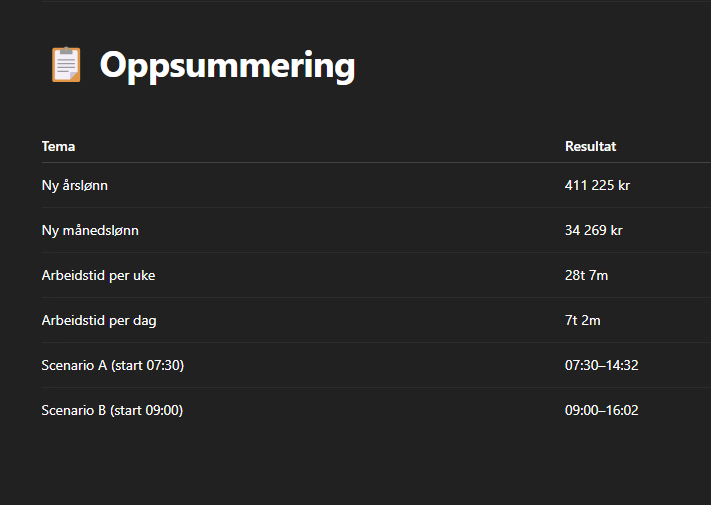 Oppsummering
Tema Resultat
Ny årslønn 411 225 kr
Ny månedslønn 34 269 kr
Arbeidstid per uke 28t 7m
Arbeidstid per dag 7t 2m
Scenario A (start 07:30) 07:30–14:32
Scenario B (start 09:00) 09:00–16:02